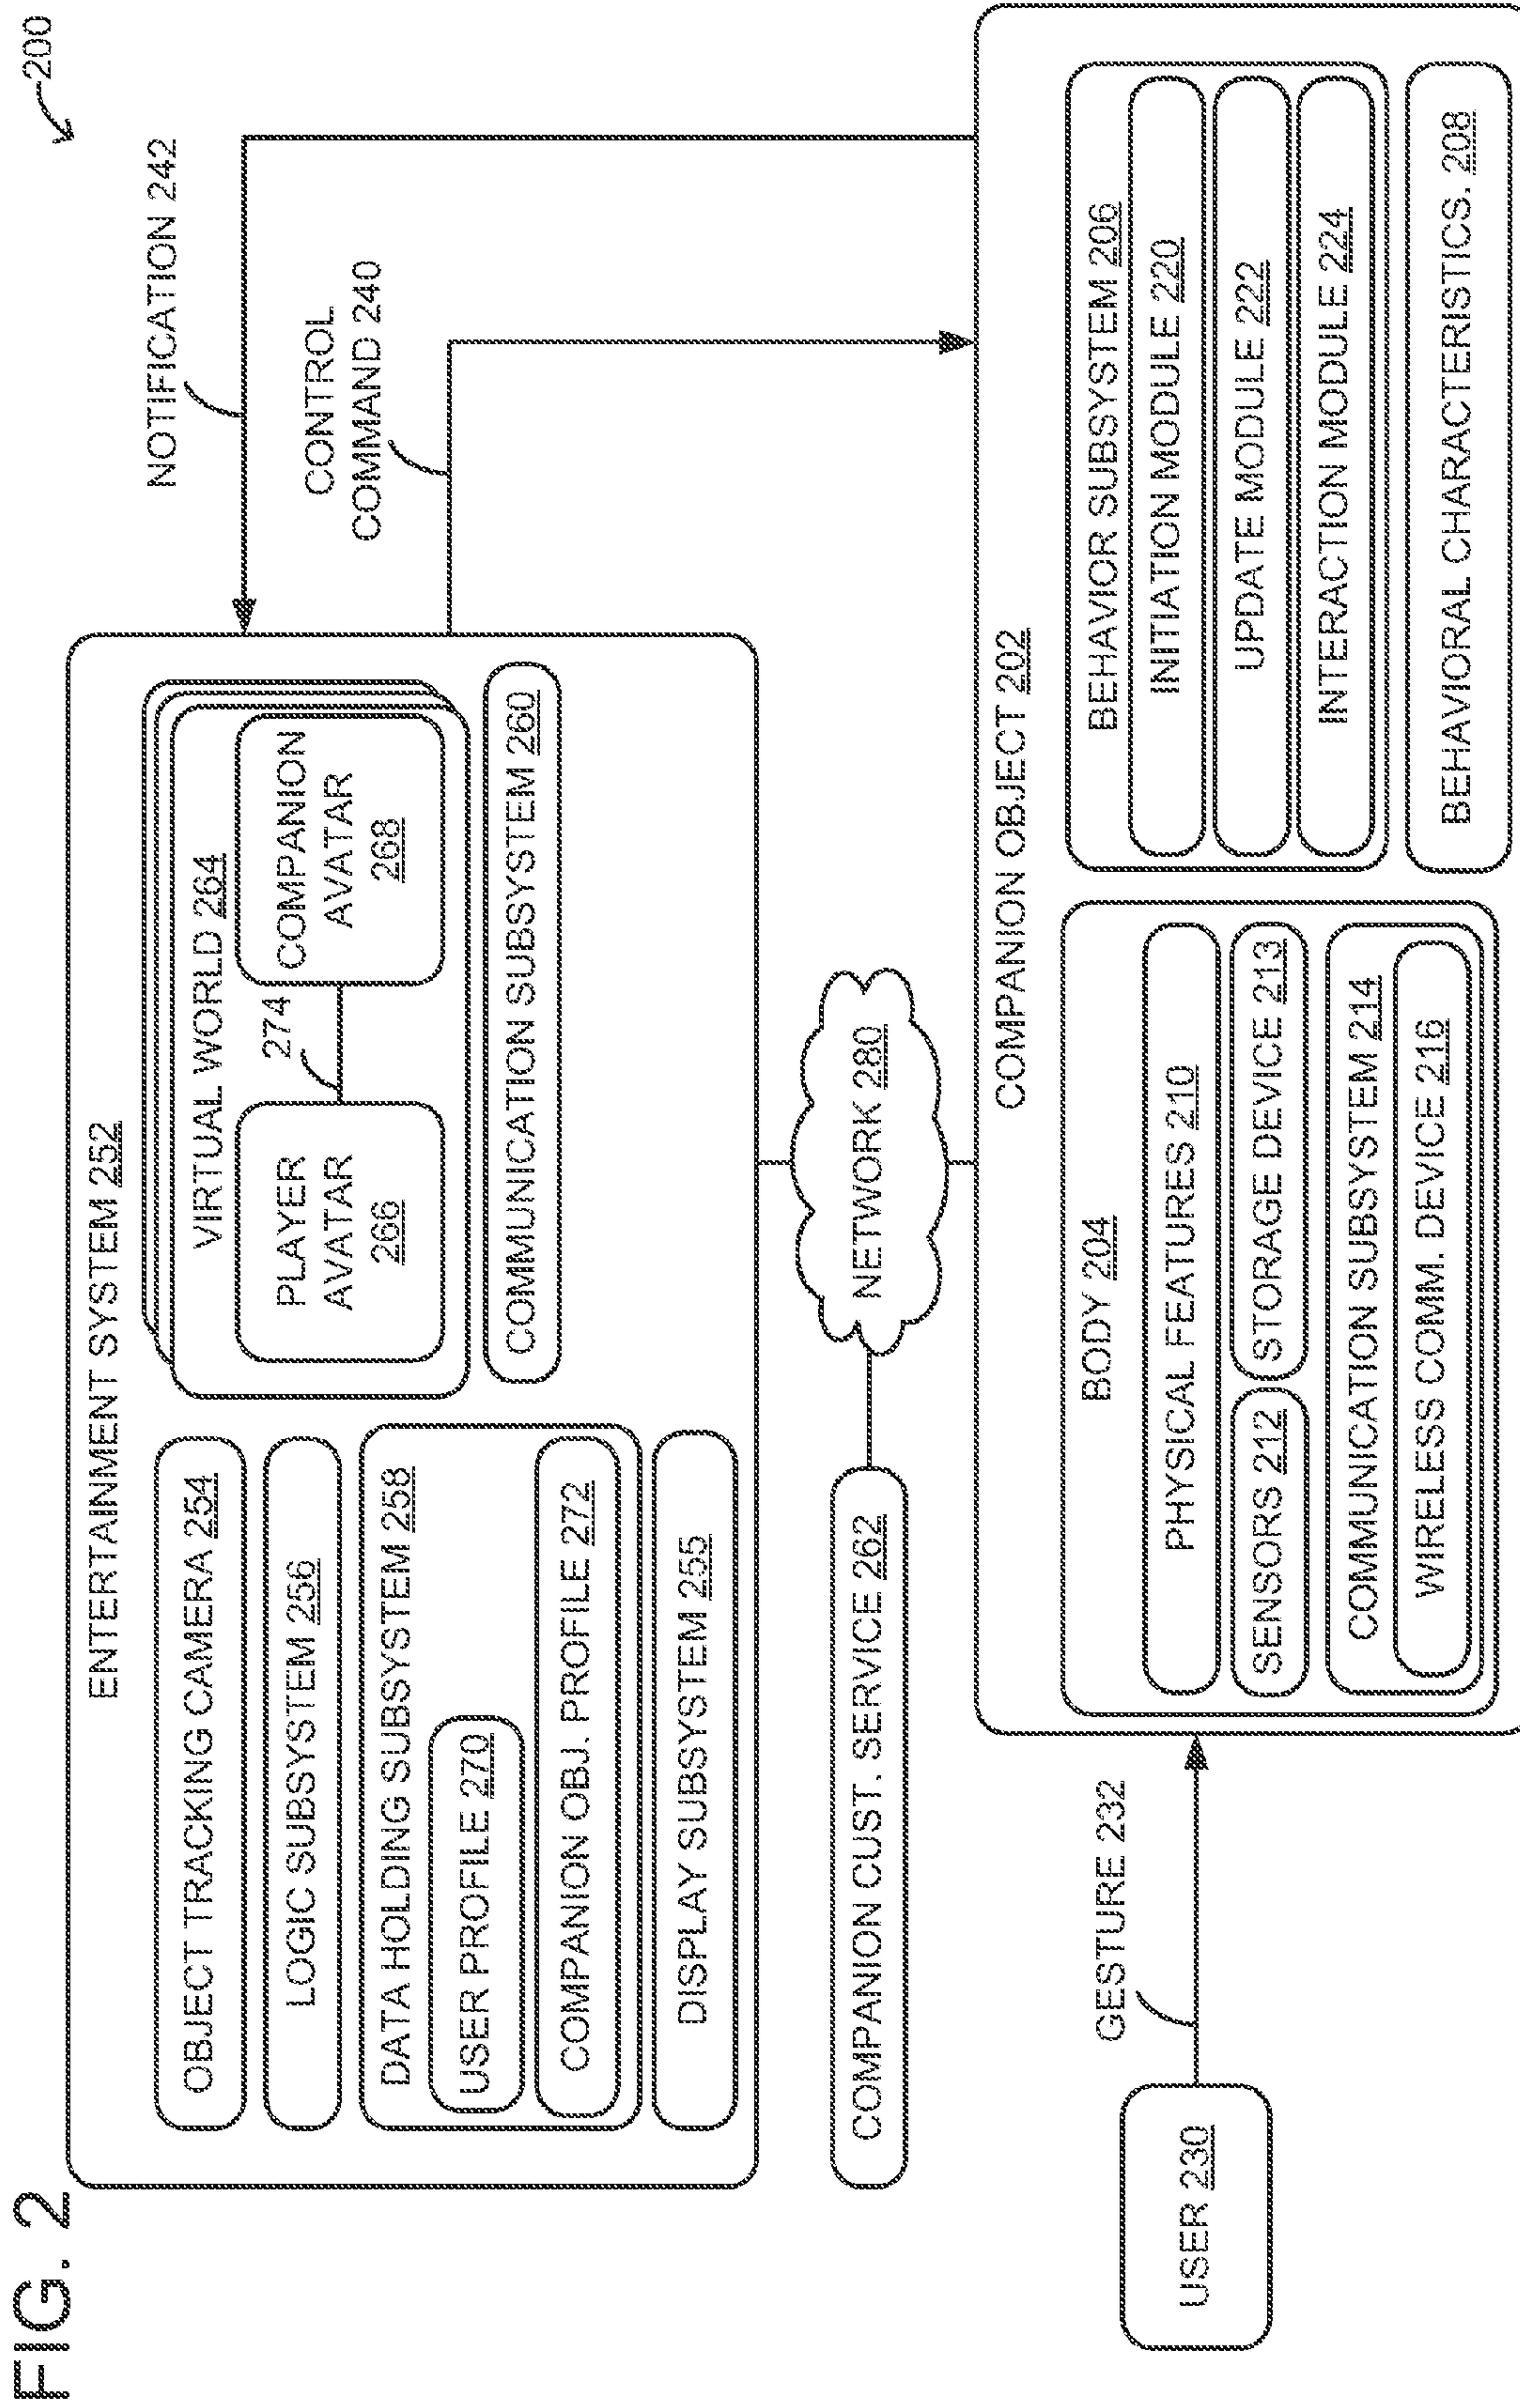 FIG. 2
200
ENTERTAINMENT SYSTEM 252
OBJECT TRACKING CAMERA 254
LOGIC SUBSYSTEM 256
DATA HOLDING SUBSYSTEM 258
USER PROFILE 270
COMPANION OBJ. PROFILE 272
DISPLAY SUBSYSTEM 255
VIRTUAL WORLD 264
PLAYER
AVATAR
266
274
COMPANION
AVATAR
268
COMMUNICATION SUBSYSTEM 260
NOTIFICATION 242
CONTROL
COMMAND 240
COMPANION CUST. SERVICE 262
NETWORK 280
USER 230
GESTURE 232
COMPANION OBJECT 202
BODY 204
PHYSICAL FEATURES 210
SENSORS 212
STORAGE DEVICE 213
COMMUNICATION SUBSYSTEM 214
WIRELESS COMM. DEVICE 216
BEHAVIOR SUBSYSTEM 206
INITIATION MODULE 220
UPDATE MODULE 222
INTERACTION MODULE 224
BEHAVIORAL CHARACTERISTICS. 208